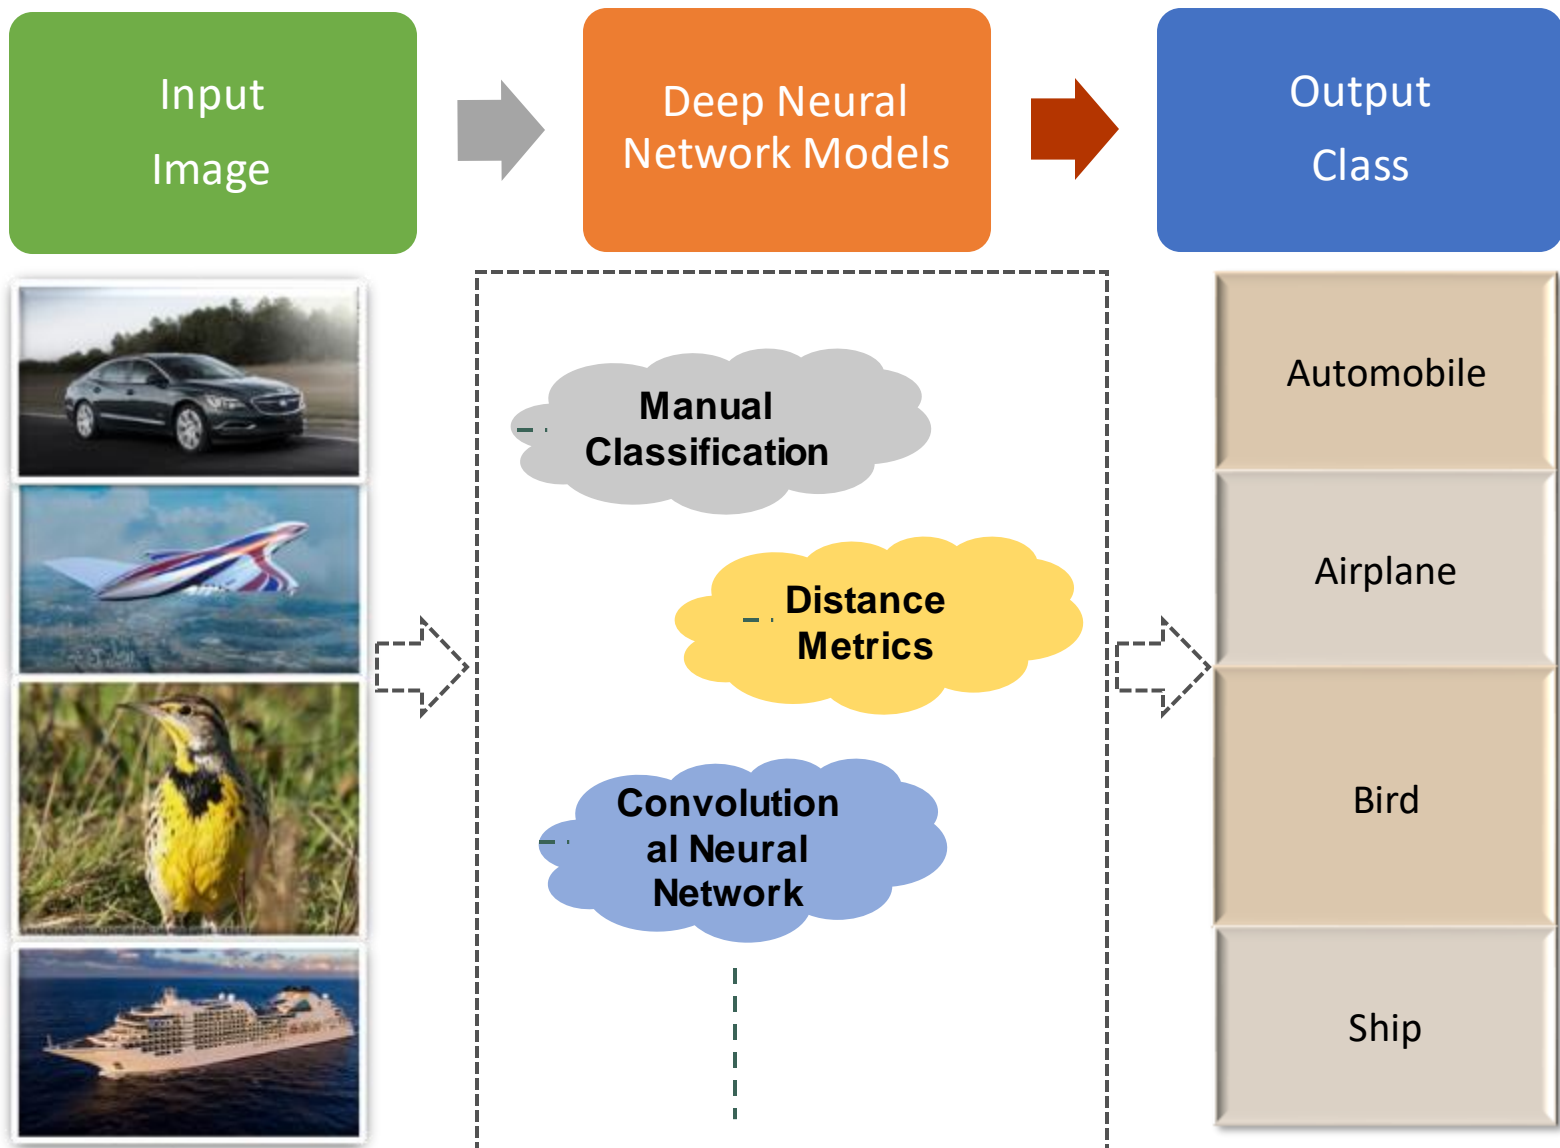 Input
Image
Deep Neural
Network Models
Output
Class
Manual
Classification
Distance
Metrics
Convolution
al Neural
Network
Automobile
Airplane
Bird
Ship